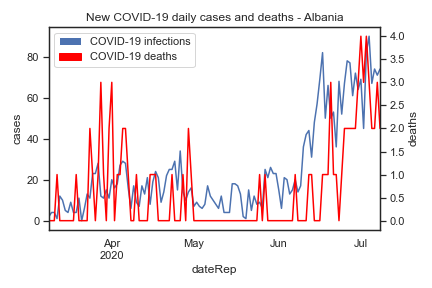 New COVID-19 daily cases and deaths - Albania
COVID-19 infections
COVID-19 deaths
cases
80
60
40
20
0
4.0
3.5
3.0
2.5
2.0
1.5
1.0
0.5
0.0
deaths
Apr
2020
May
Jun
Jul
dateRep